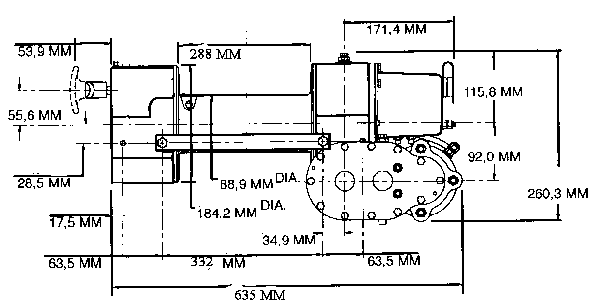 171,4 MM
53,9 MM
288 MM
115,8 MM
55,6 MM
92,0 MM
28,5 MM
88,9 MM DIA.
184.2 MM DIA.
260,3 MM
17,5 MM
34,9 MM
63,5 MM
332 MM
63,5 MM
635 MM